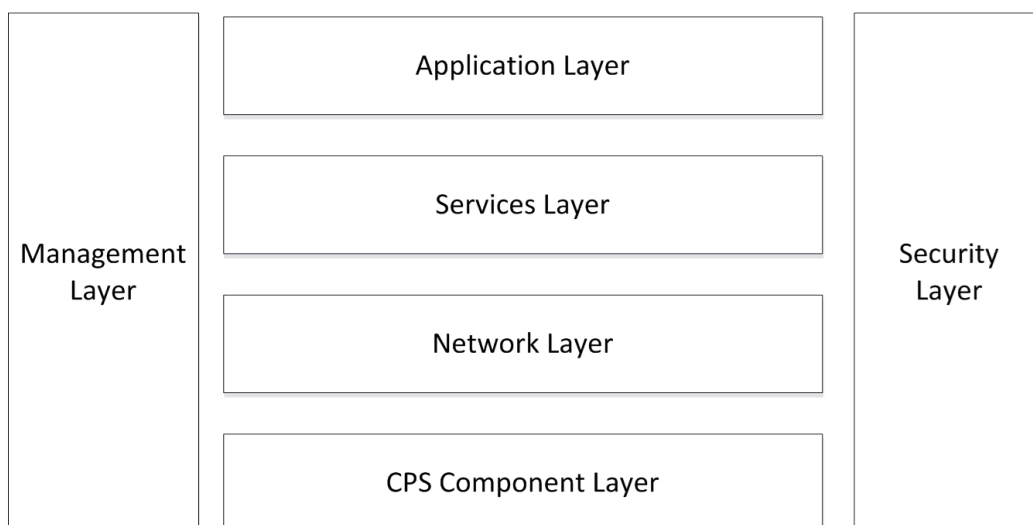 Application Layer
Services Layer
Management
Layer
Security
Layer
Network Layer
CPS Component Layer